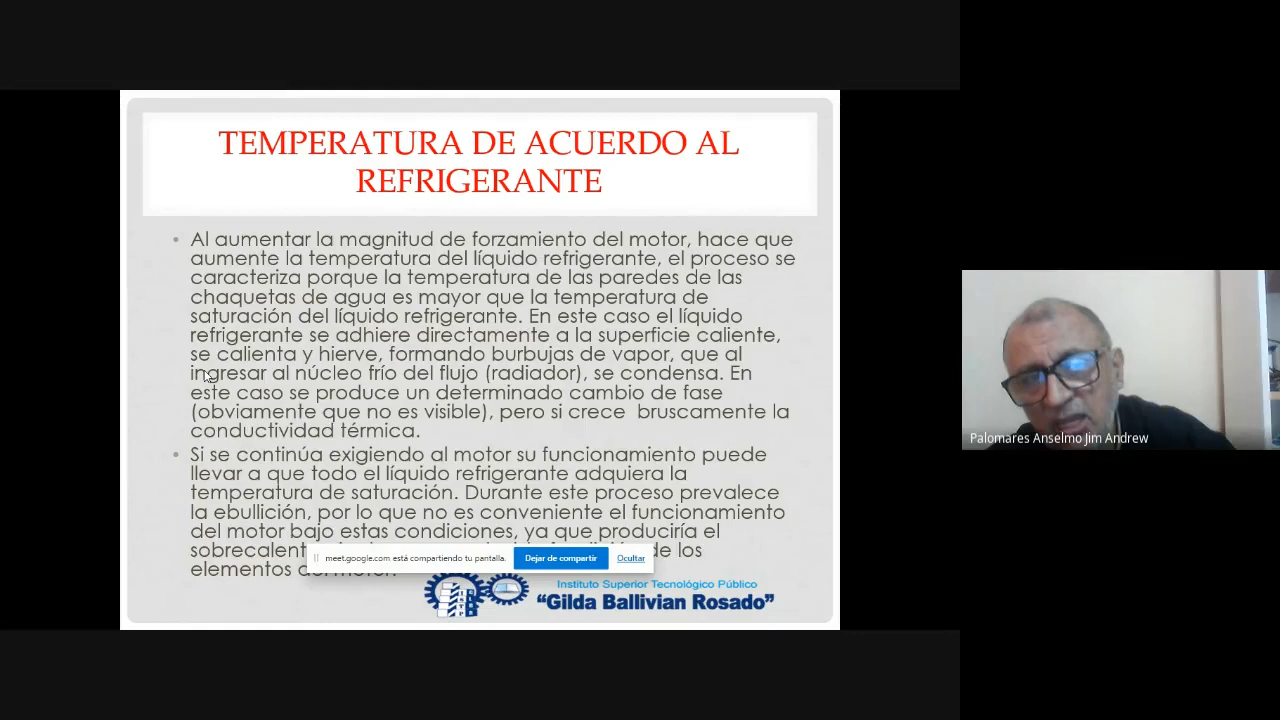 TEMPERATURA DE ACUERDO AL
REFRIGERANTE
• Al aumentar la magnitud de forzamiento del motor, hace que
aumente la temperatura del líquido refrigerante, el proceso se
caracteriza porque la temperatura de las paredes de las
chaquetas de agua es mayor que la temperatura de
saturación del líquido refrigerante. En este caso el líquido
refrigerante se adhiere directamente a la superficie caliente,
se calienta y hierve, formando burbujas de vapor, que al
ingresar al núcleo frío del flujo (radiador), se condensa. En
este caso se produce un determinado cambio de fase
(obviamente que no es visible), pero si crece bruscamente la
conductividad térmica.
• Si se continúa exigiendo al motor su funcionamiento puede
llevar a que todo el líquido refrigerante adquiera la
temperatura de saturación. Durante este proceso prevalece
la ebullición, por lo que no es conveniente el funcionamiento
del motor bajo estas condiciones, ya que produciría el
de los
elementos
meet.google.com está compartiendo tu pantalla.
Dejar de compartir
Ocultar
Instituto Superior Tecnológico Público
“Gilda Ballivian Rosado”
Palomares Anselmo Jim Andrew